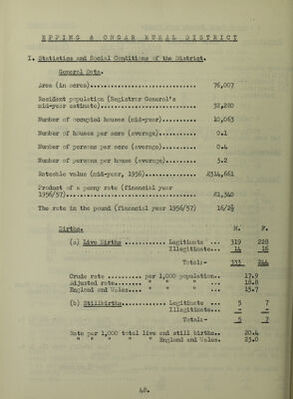 EPPING & ONGAR RURAL DISTRICT
I. Statistics and Social Conditions of the District.
General Data.
Area (in acres)........................... 76,007
Resident population (Registrar General's
mid-year estimate)........................ 32,280
Number of occupied houses (mid-year)........... 10,063
Number of houses per acre (average)........... 0.1
Number of persons per acre (average).......... 0.4
Number of persons per house (average)......... 3.2
Rateable value (mid-year, 1956).............. £314,661
Product of a penny rate (financial year
1956/57)................................. £1,340
The rate in the pound (financial year 1956/57) 16/2½
Births. M. F.
(a) Live Births ........... Legitimate ... 319 228
Illegitimate... 14 16
Total:- 333 244
Crude rate ......... per 1,000 population.. 17.9
Adjusted rate....... " " " ... 18.8
England and Wales.... " " " ... 15.7
(b) Stillbirths........... Legitimate ... 5 7
Illegitimate... - -
Total:- 5 7
Rate per 1,000 total live and still births.. 20.4
" " " " " England and Wales. 23.0
48.